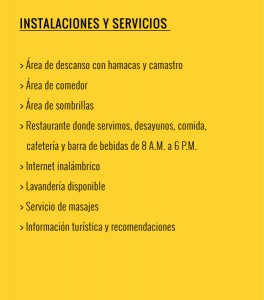 INSTALACIONES Y SERVICIOS
> Área de descanso con hamacas y camastro
> Área de comedor
> Área de sombrillas
> Restaurante donde servimos, desayunos, comida,
cafetería y barra de bebidas de 8 A.M. a 6 P.M.
> Internet inalámbrico
> Lavandería disponible
> Servicio de masajes
> Información turística y recomendaciones